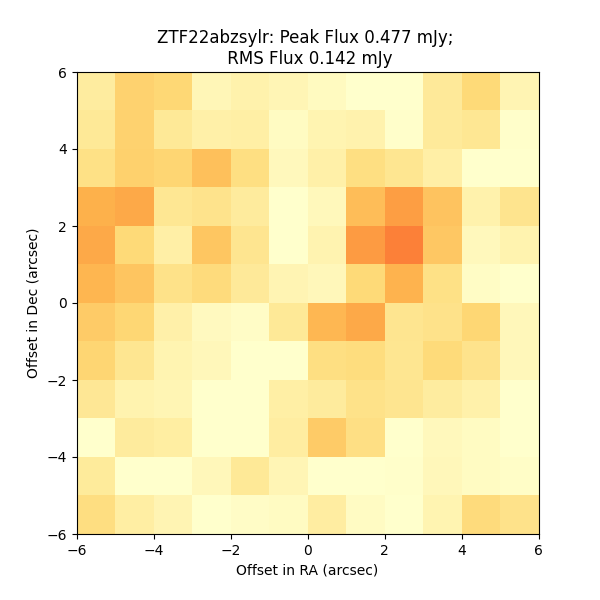 ZTF22abzsylr: Peak Flux 0.477 mJy;
RMS Flux 0.142 mJy
6
4
2
0
−2
−4
−6
Offset in Dec (arcsec)
−6 −4 −2 0 2 4 6
Offset in RA (arcsec)